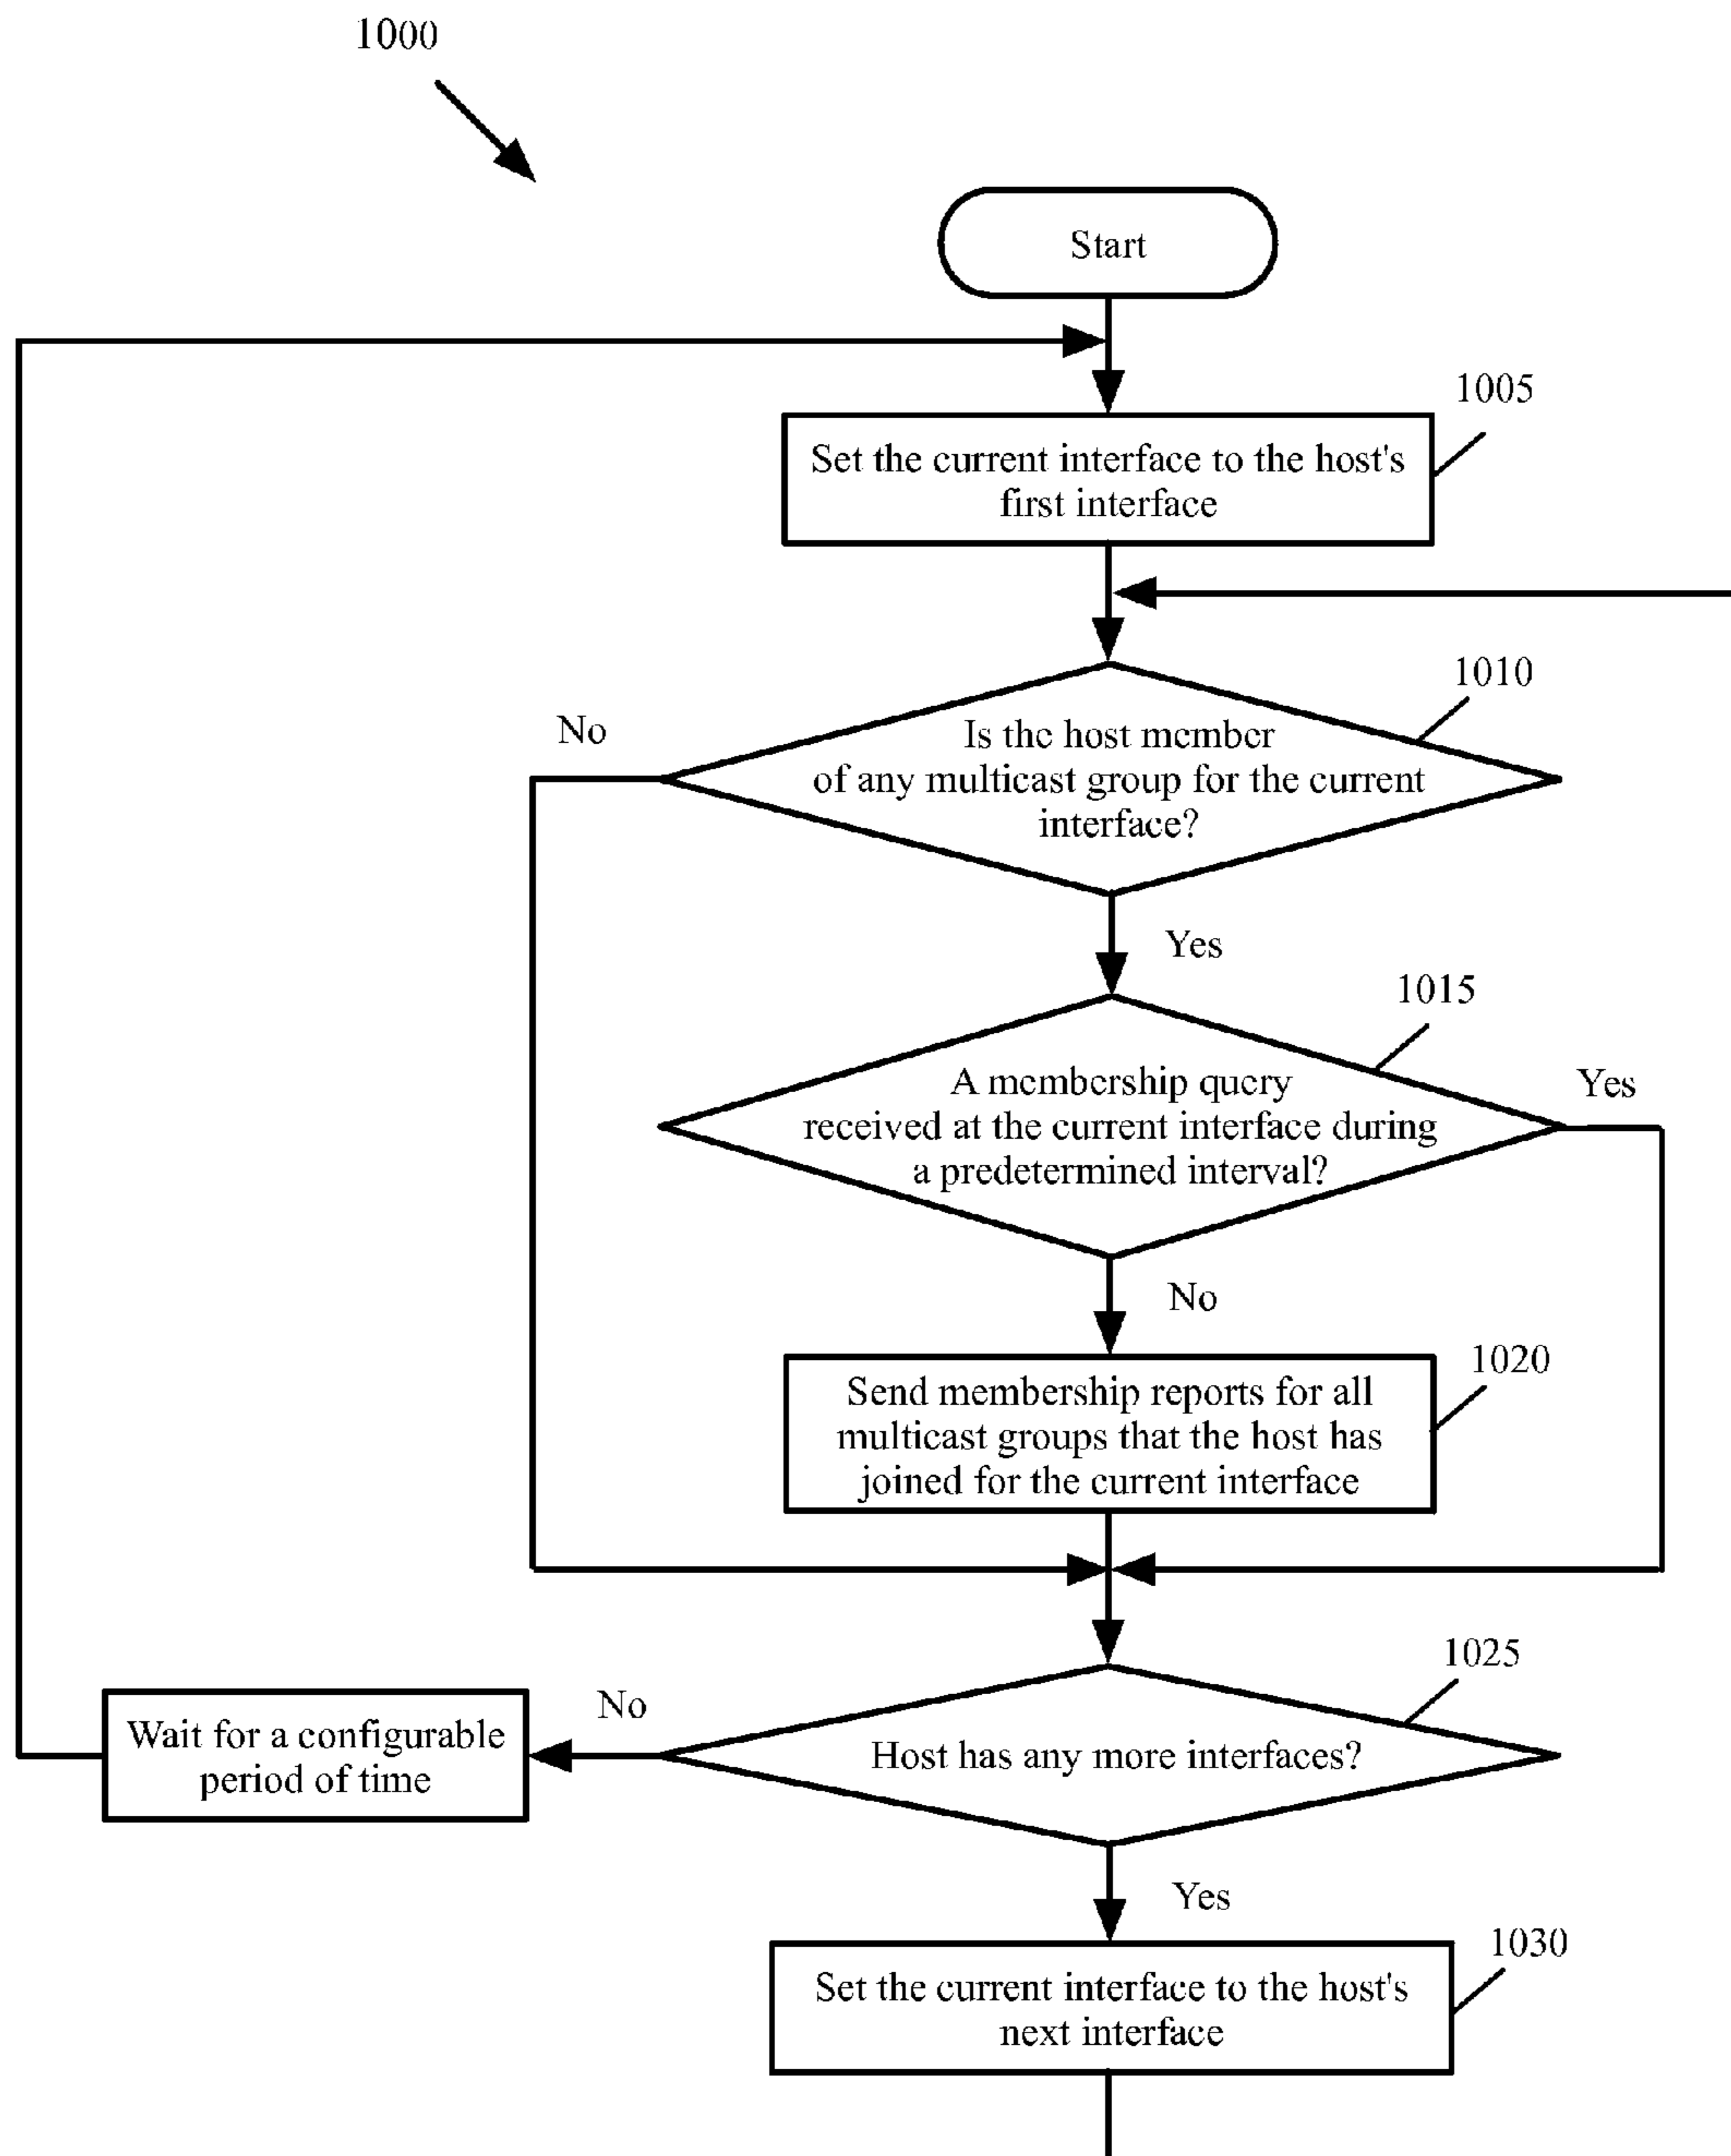 1000
Start
1005
Set the current interface to the host's
first interface
1010
No
Is the host member
of any multicast group for the current
interface?
Yes
1015
A membership query
received at the current interface during
a predetermined interval?
Yes
No
1020
Send membership reports for all
multicast groups that the host has
joined for the current interface
1025
No
Wait for a configurable
period of time
Host has any more interfaces?
Yes
1030
Set the current interface to the host's
next interface